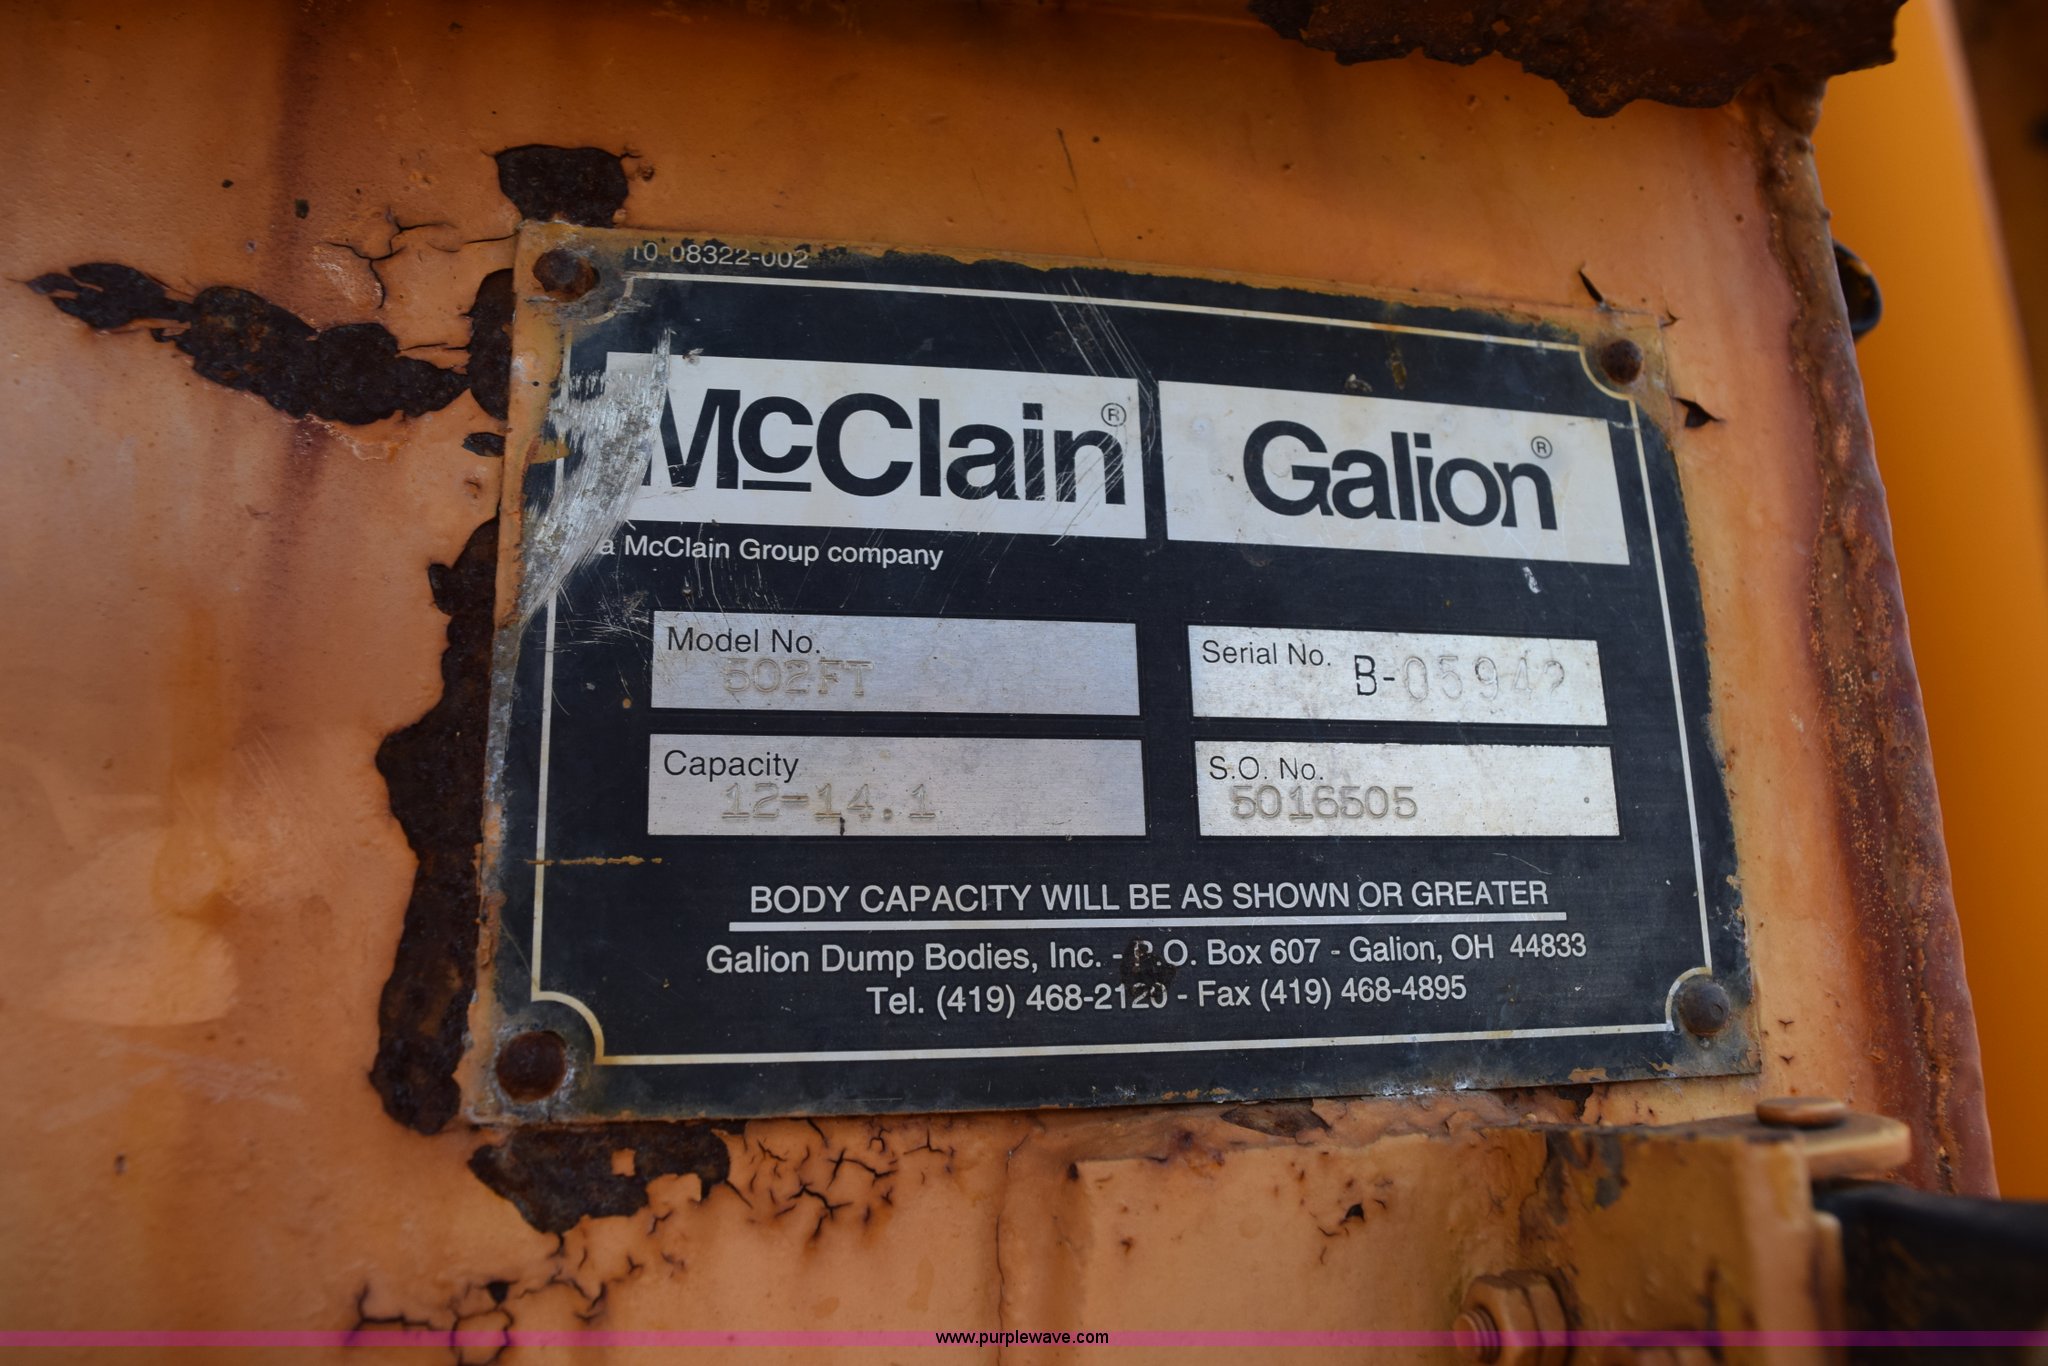 10-08322-002
McClain® Galion®
a McClain Group company
Model No. 502FT
Serial No. B-05942
Capacity 12-14.1
S.O. No. 5016505
BODY CAPACITY WILL BE AS SHOWN OR GREATER
Galion Dump Bodies, Inc. - P.O. Box 607 - Galion, OH 44833
Tel. (419) 468-2120 - Fax (419) 468-4895
www.purplewave.com